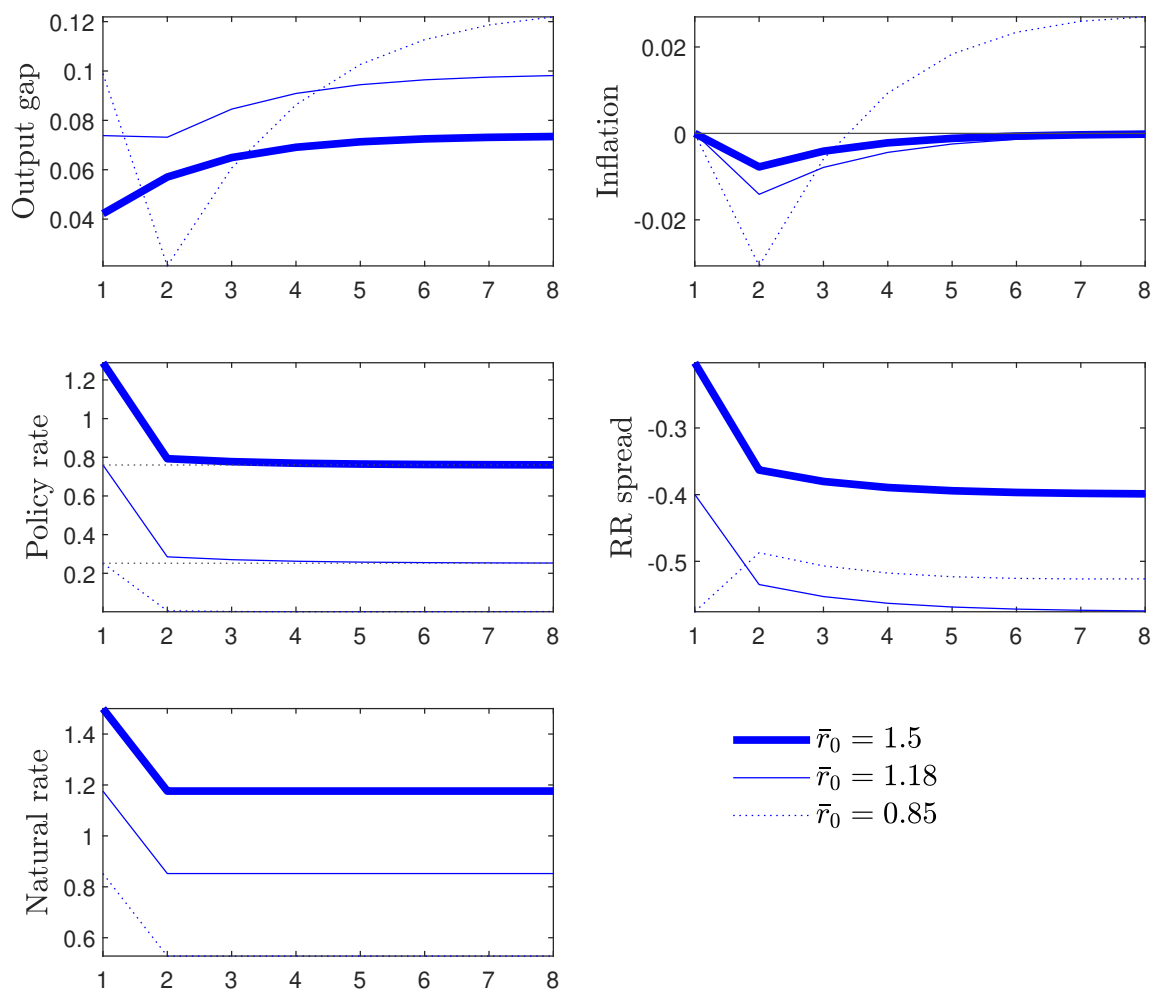 Output gap
0.12
0.1
0.08
0.06
0.04
1 2 3 4 5 6 7 8
Inflation
0.02
0
-0.02
1 2 3 4 5 6 7 8
Policy rate
1.2
1
0.8
0.6
0.4
0.2
1 2 3 4 5 6 7 8
RR spread
-0.3
-0.4
-0.5
1 2 3 4 5 6 7 8
Natural rate
1.4
1.2
1
0.8
0.6
1 2 3 4 5 6 7 8
r̄₀ = 1.5
r̄₀ = 1.18
r̄₀ = 0.85